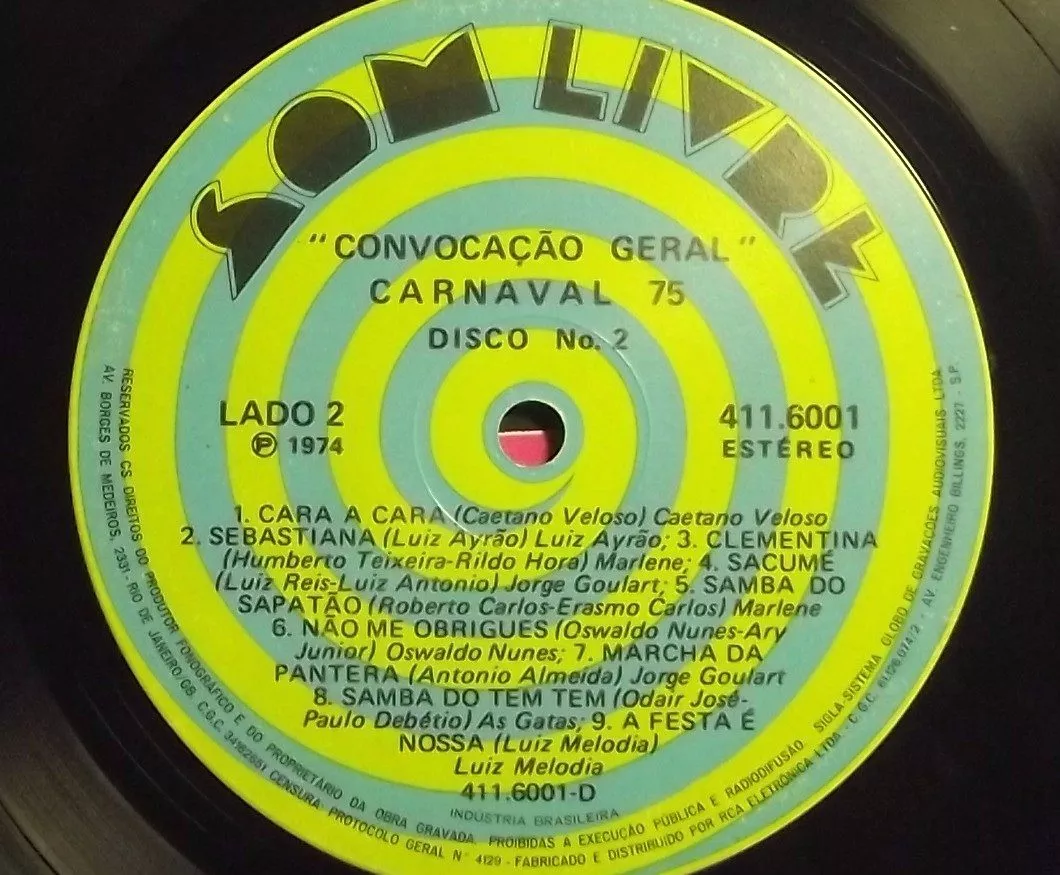 SOM LIVRE
"CONVOCAÇÃO GERAL"
CARNAVAL 75
DISCO No. 2
LADO 2
Ⓟ 1974
411.6001
ESTÉREO
1. CARA A CARA (Caetano Veloso) Caetano Veloso
2. SEBASTIANA (Luiz Ayrão) Luiz Ayrão; 3. CLEMENTINA
(Humberto Teixeira-Rildo Hora) Marlene; 4. SACUMÉ
(Luiz Reis-Luiz Antonio) Jorge Goulart; 5. SAMBA DO
SAPATÃO (Roberto Carlos-Erasmo Carlos) Marlene
6. NÃO ME OBRIGUES (Oswaldo Nunes-Ary
Junior) Oswaldo Nunes; 7. MARCHA DA
PANTERA (Antonio Almeida) Jorge Goulart
8. SAMBA DO TEM TEM (Odair José-
Paulo Debétio) As Gatas; 9. A FESTA É
NOSSA (Luiz Melodia)
Luiz Melodia
411.6001-D
INDÚSTRIA BRASILEIRA
RESERVADOS OS DIREITOS DO PRODUTOR FONOGRÁFICO E DO PROPRIETÁRIO DA OBRA GRAVADA. PROIBIDAS A EXECUÇÃO PÚBLICA E RADIODIFUSÃO SIGLA-SISTEMA GLOBO DE GRAVAÇÕES AUDIOVISUAIS LTDA
AV. BORGES DE MEDEIROS, 2331 - RIO DE JANEIRO/GB. C.G.C. 34162651 CENSURA PROTOCOLO GERAL Nº 4129 - FABRICADO E DISTRIBUÍDO POR RCA ELETRÔNICA LTDA - C.G.C. 61.126.074/2 - AV. ENGENHEIRO BILLINGS, 2227 - S.P.